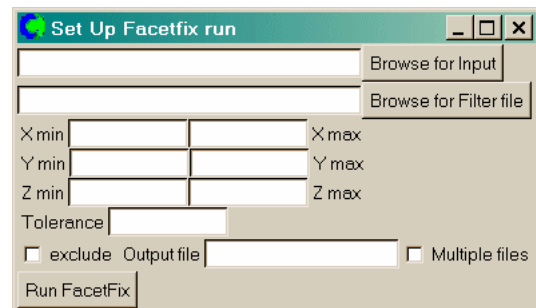 Set Up Facetfix run
Browse for Input
Browse for Filter file
X min X max
Y min Y max
Z min Z max
Tolerance
exclude Output file Multiple files
Run FacetFix